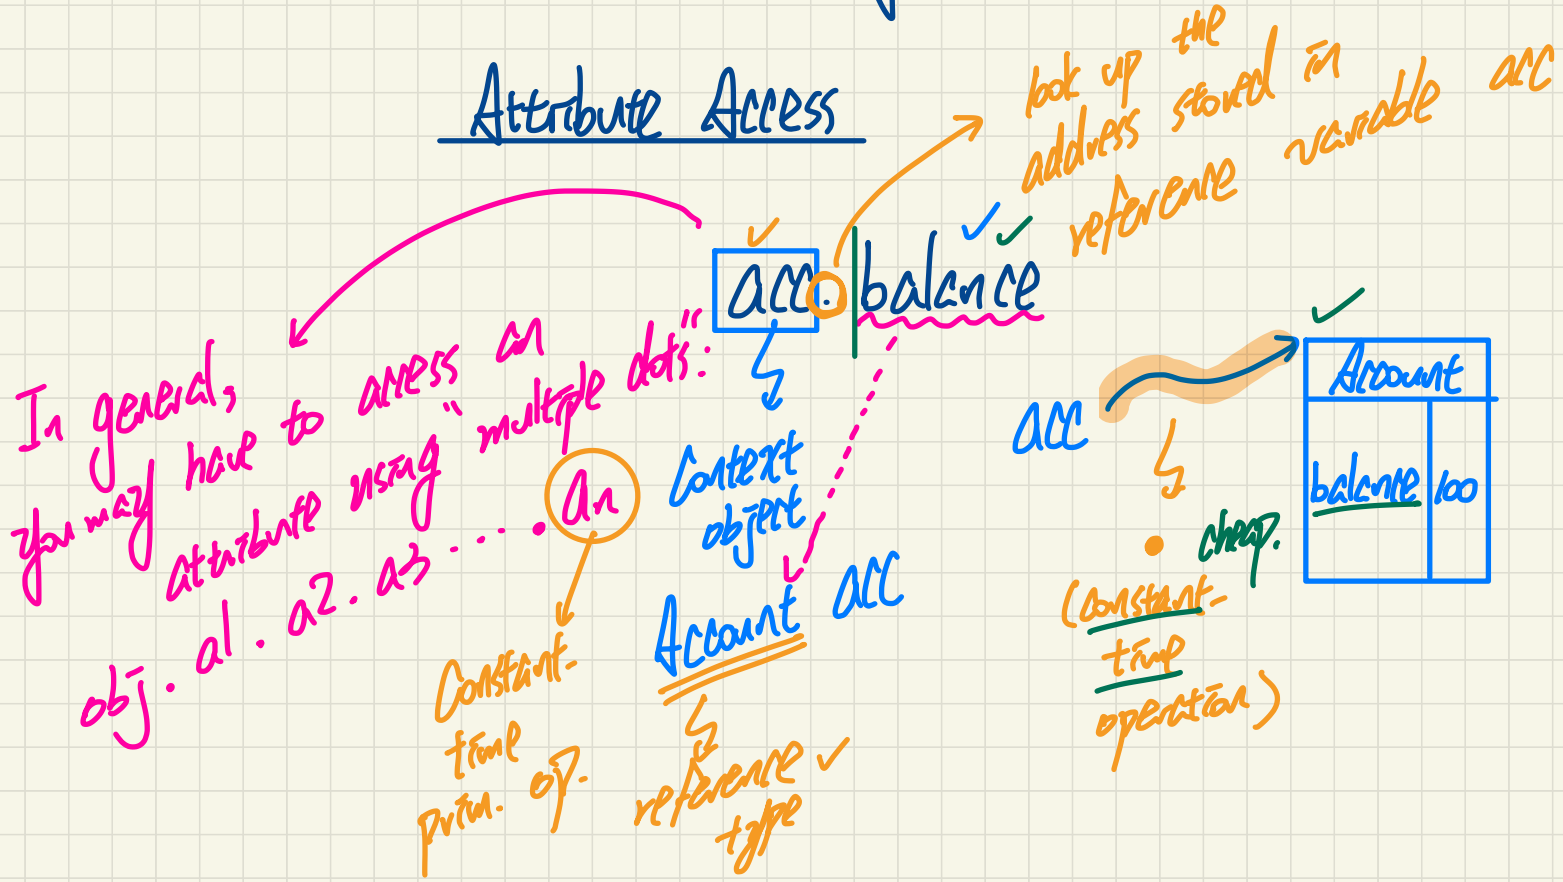 Attribute Access
look up the
address stored in
reference variable acc
acc.balance
In general,
you may have to access an
attribute using "multiple dots":
obj. a1. a2. a3 ..... an
Constant-
time
prim. op.
Context
object
Account acc
reference
type
acc
(constant-
time
operation)
cheap.
Account
balance 100